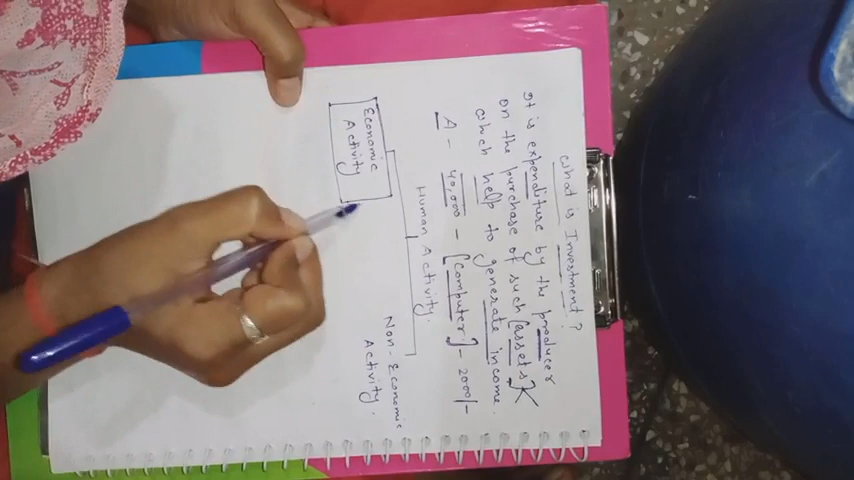 What is Investment?
It is expenditure by the producer
on the purchase of such [assets]
which help to generate income.
A - 40,000 - [Computer] - 2000/-
Human Activity.
Economic
Activity
Non-Economic
Activity.